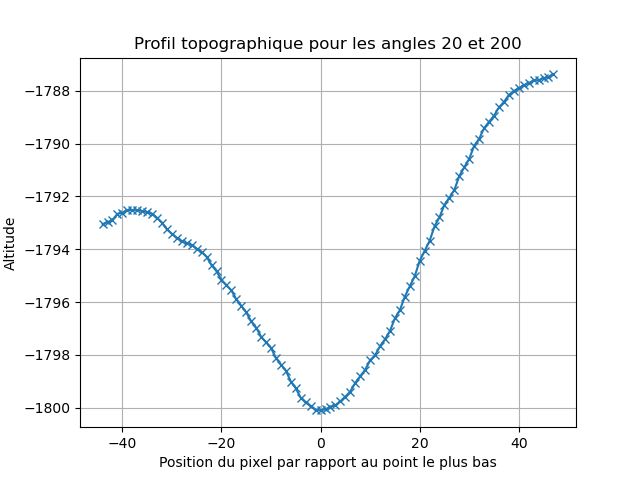 Profil topographique pour les angles 20 et 200
Altitude
−1788
−1790
−1792
−1794
−1796
−1798
−1800
−40 −20 0 20 40
Position du pixel par rapport au point le plus bas